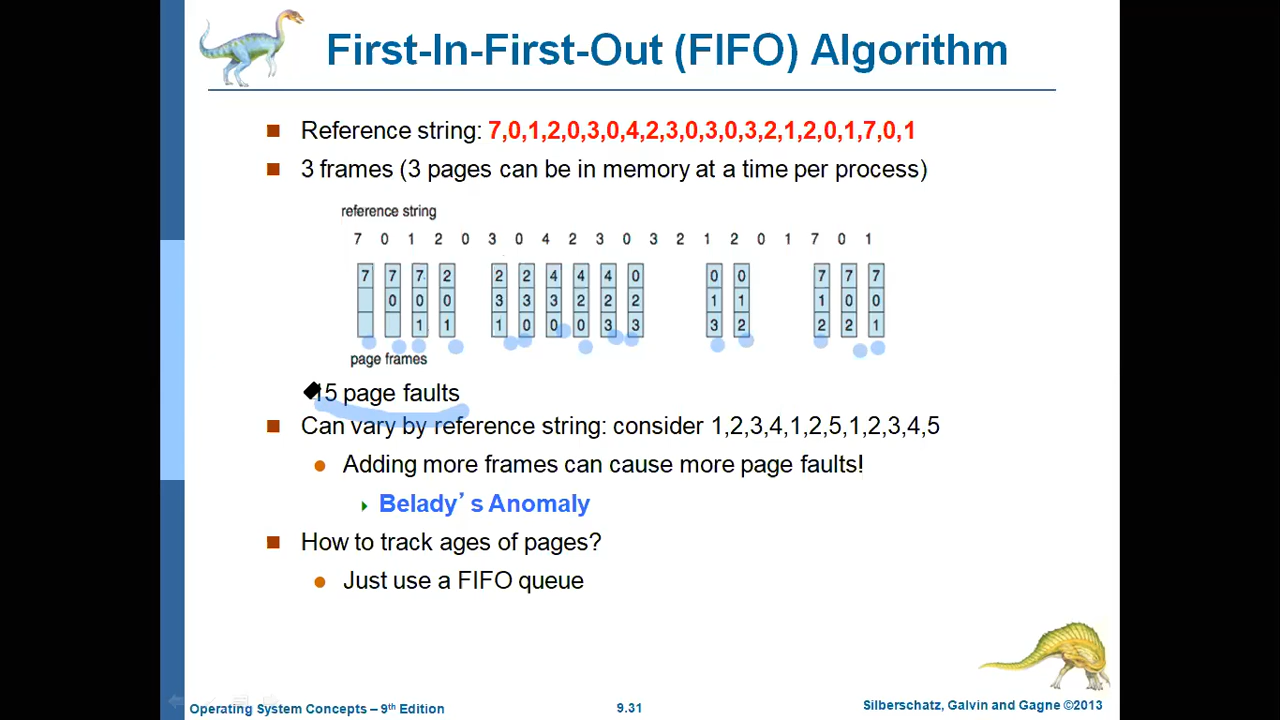 First-In-First-Out (FIFO) Algorithm
Reference string: 7,0,1,2,0,3,0,4,2,3,0,3,0,3,2,1,2,0,1,7,0,1
3 frames (3 pages can be in memory at a time per process)
reference string
7 0 1 2 0 3 0 4 2 3 0 3 2 1 2 0 1 7 0 1
7 7 7 2 2 2 4 4 4 0 0 0 7 7 7
0 0 0 3 3 3 2 2 2 1 1 1 0 0
1 1 1 0 0 0 3 3 3 2 2 2 1
page frames
15 page faults
Can vary by reference string: consider 1,2,3,4,1,2,5,1,2,3,4,5
Adding more frames can cause more page faults!
Belady’s Anomaly
How to track ages of pages?
Just use a FIFO queue
Operating System Concepts – 9th Edition
9.31
Silberschatz, Galvin and Gagne ©2013